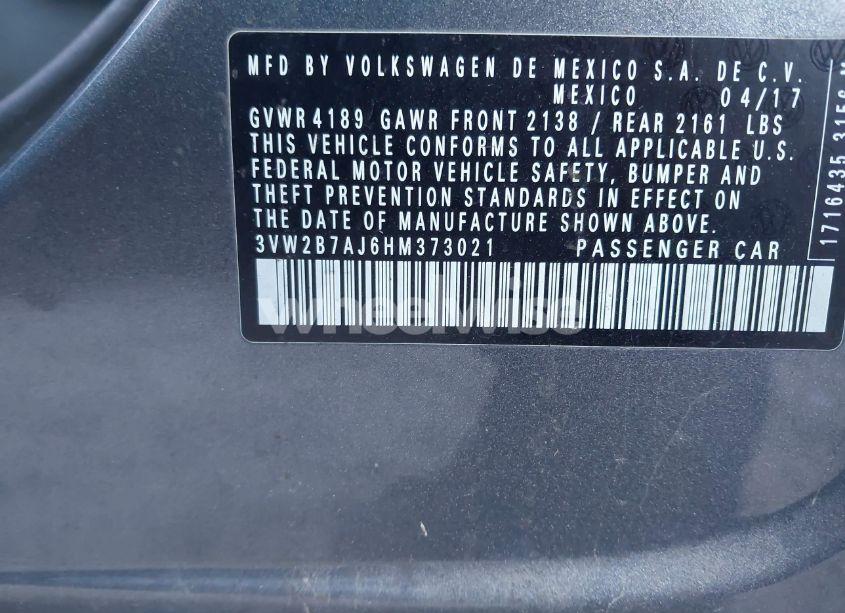 MFD BY VOLKSWAGEN DE MEXICO S.A. DE C.V.
MEXICO 04/17
GVWR 4189 GAWR FRONT 2138 / REAR 2161 LBS
THIS VEHICLE CONFORMS TO ALL APPLICABLE U.S.
FEDERAL MOTOR VEHICLE SAFETY, BUMPER AND
THEFT PREVENTION STANDARDS IN EFFECT ON
THE DATE OF MANUFACTURE SHOWN ABOVE.
3VW2B7AJ6HM373021 PASSENGER CAR
wheelwise
1716435